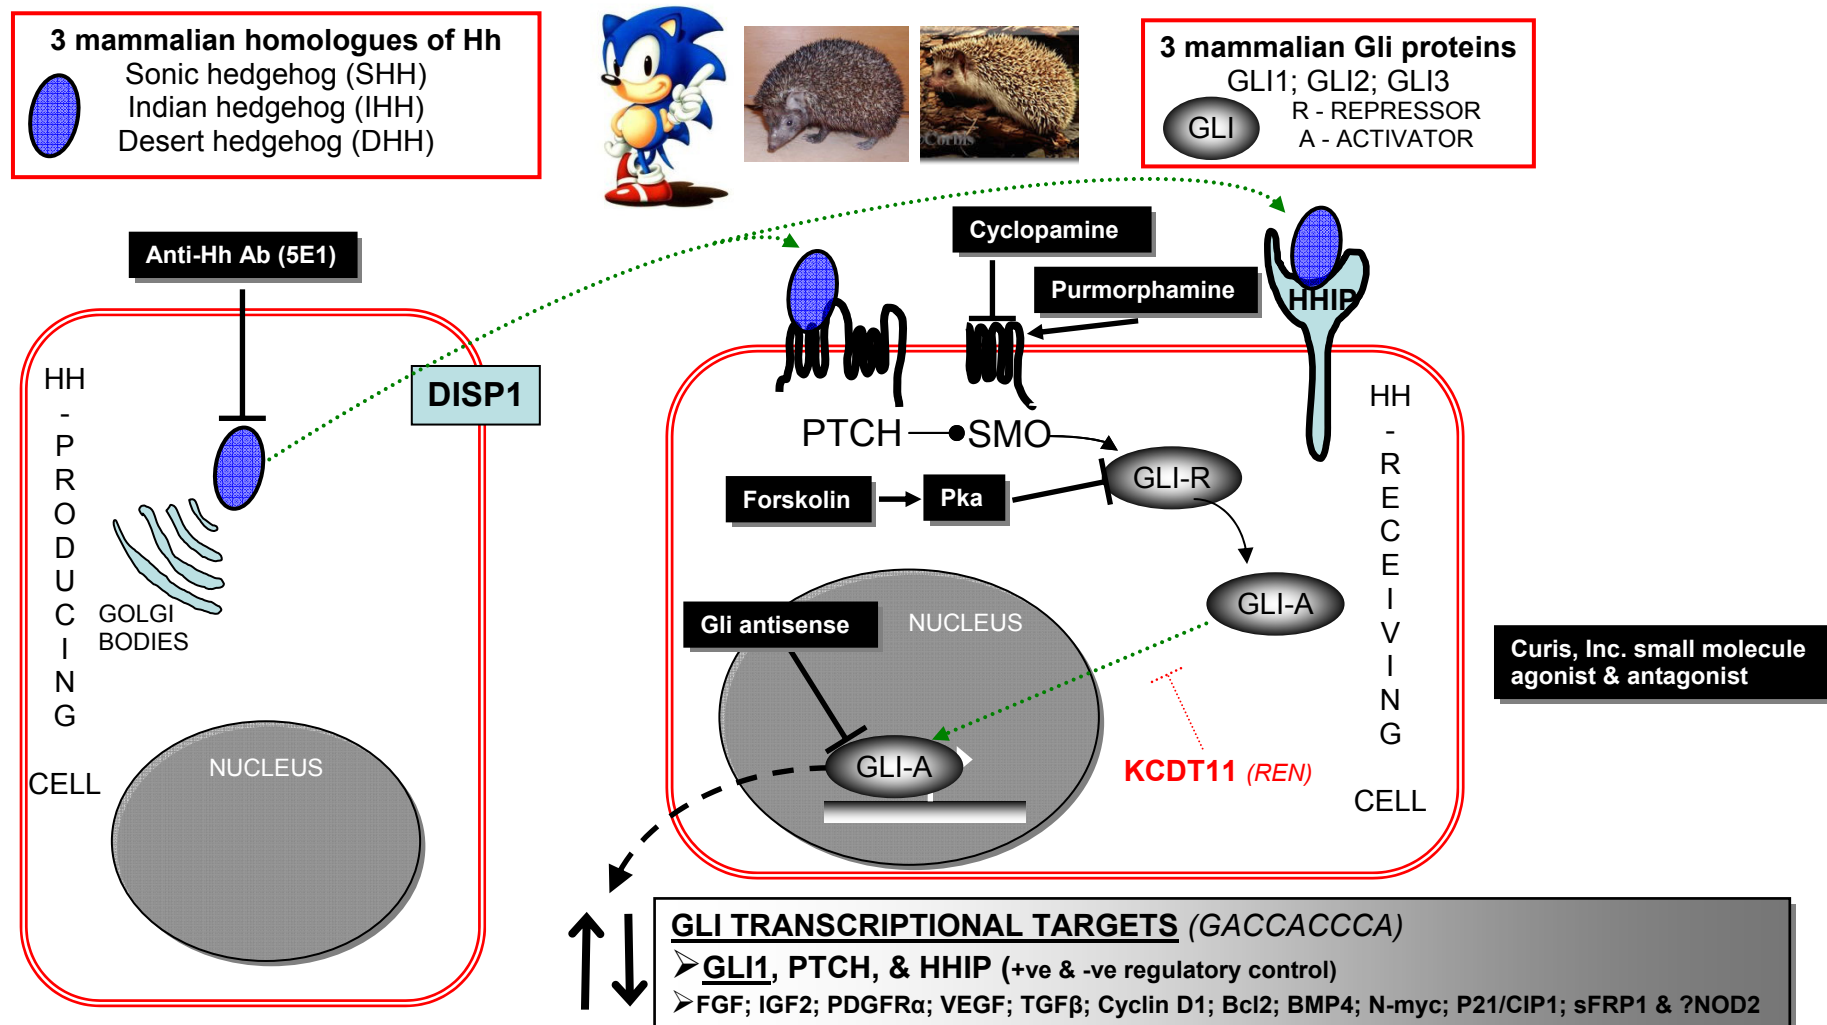 3 mammalian homologues of Hh
Sonic hedgehog (SHH)
Indian hedgehog (IHH)
Desert hedgehog (DHH)
Corbis
3 mammalian Gli proteins
GLI1; GLI2; GLI3
R - REPRESSOR
A - ACTIVATOR
GLI
Anti-Hh Ab (5E1)
Cyclopamine
Purmorphamine
HHIP
DISP1
HH
-
PRODUCING
CELL
GOLGI
BODIES
NUCLEUS
PTCH
SMO
GLI-R
Forskolin
Pka
GLI-A
Gli antisense
NUCLEUS
GLI-A
KCDT11 (REN)
HH
-
RECEIVING
CELL
Curis, Inc. small molecule
agonist & antagonist
GLI TRANSCRIPTIONAL TARGETS (GACCACCCA)
➢GLI1, PTCH, & HHIP (+ve & -ve regulatory control)
➢FGF; IGF2; PDGFRα; VEGF; TGFβ; Cyclin D1; Bcl2; BMP4; N-myc; P21/CIP1; sFRP1 & ?NOD2